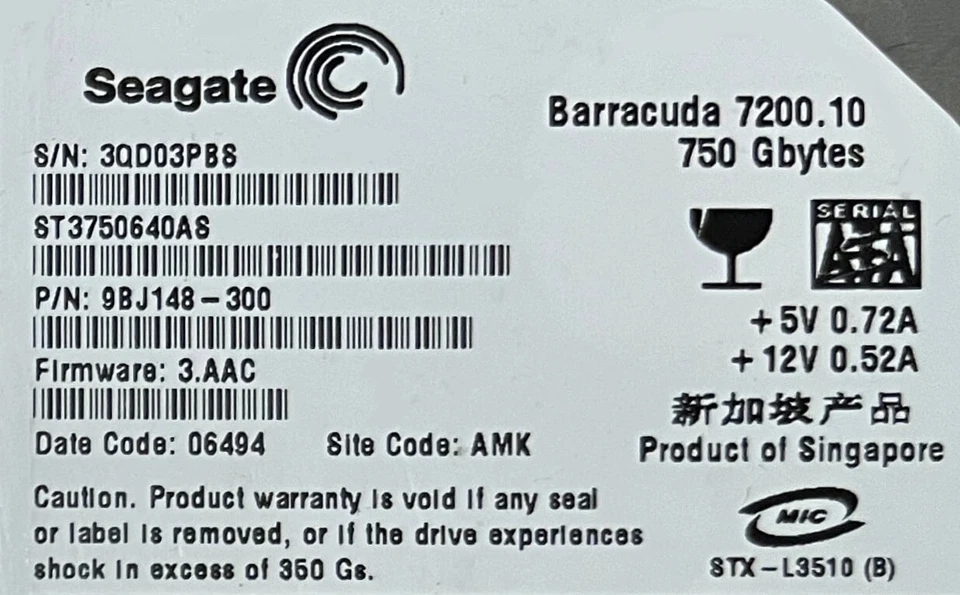 Seagate
Barracuda 7200.10
750 Gbytes
S/N: 3QD03PBS
ST3750640AS
P/N: 9BJ148-300
Firmware: 3.AAC
Date Code: 06494 Site Code: AMK
Caution. Product warranty is void if any seal
or label is removed, or if the drive experiences
shock in excess of 350 Gs.
SERIAL
ATA
+5V 0.72A
+12V 0.52A
新加坡产品
Product of Singapore
MIC
STX-L3510 (B)